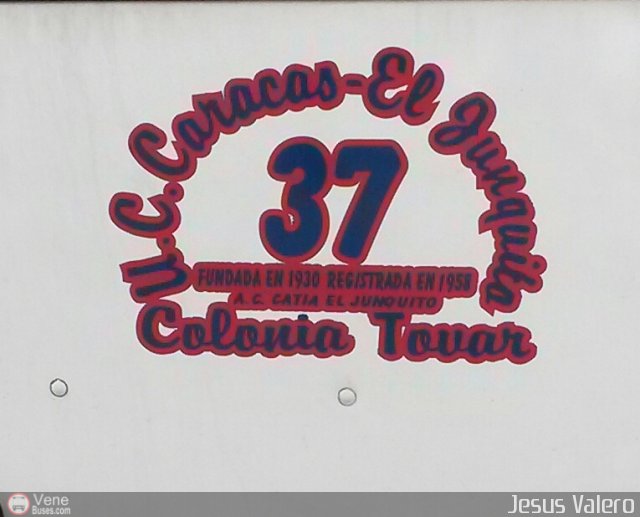 U.C. Caracas-El Junquito
37
FUNDADA EN 1930 REGISTRADA EN 1958
A.C. CATIA EL JUNQUITO
Colonia Tovar
Vene
Buses.com
Jesus Valero